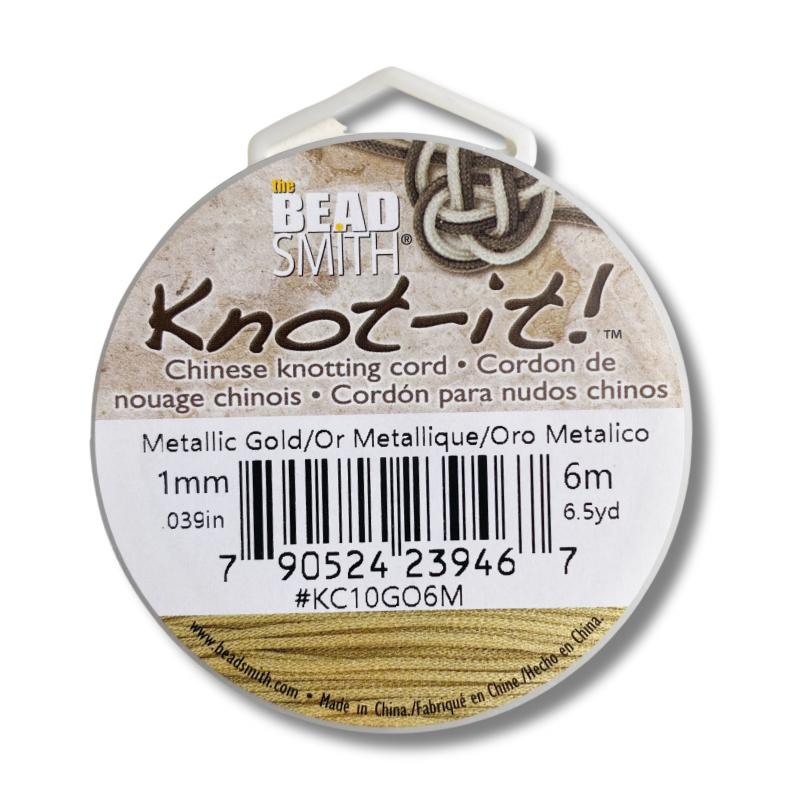 the
BEAD
SMITH®
Knot-it!™
Chinese knotting cord • Cordon de
nouage chinois • Cordón para nudos chinos
Metallic Gold/Or Metallique/Oro Metalico
1mm
.039in
6m
6.5yd
7 90524 23946 7
#KC10GO6M
www.beadsmith.com • Made in China./Fabriqué en Chine./Hecho en China.